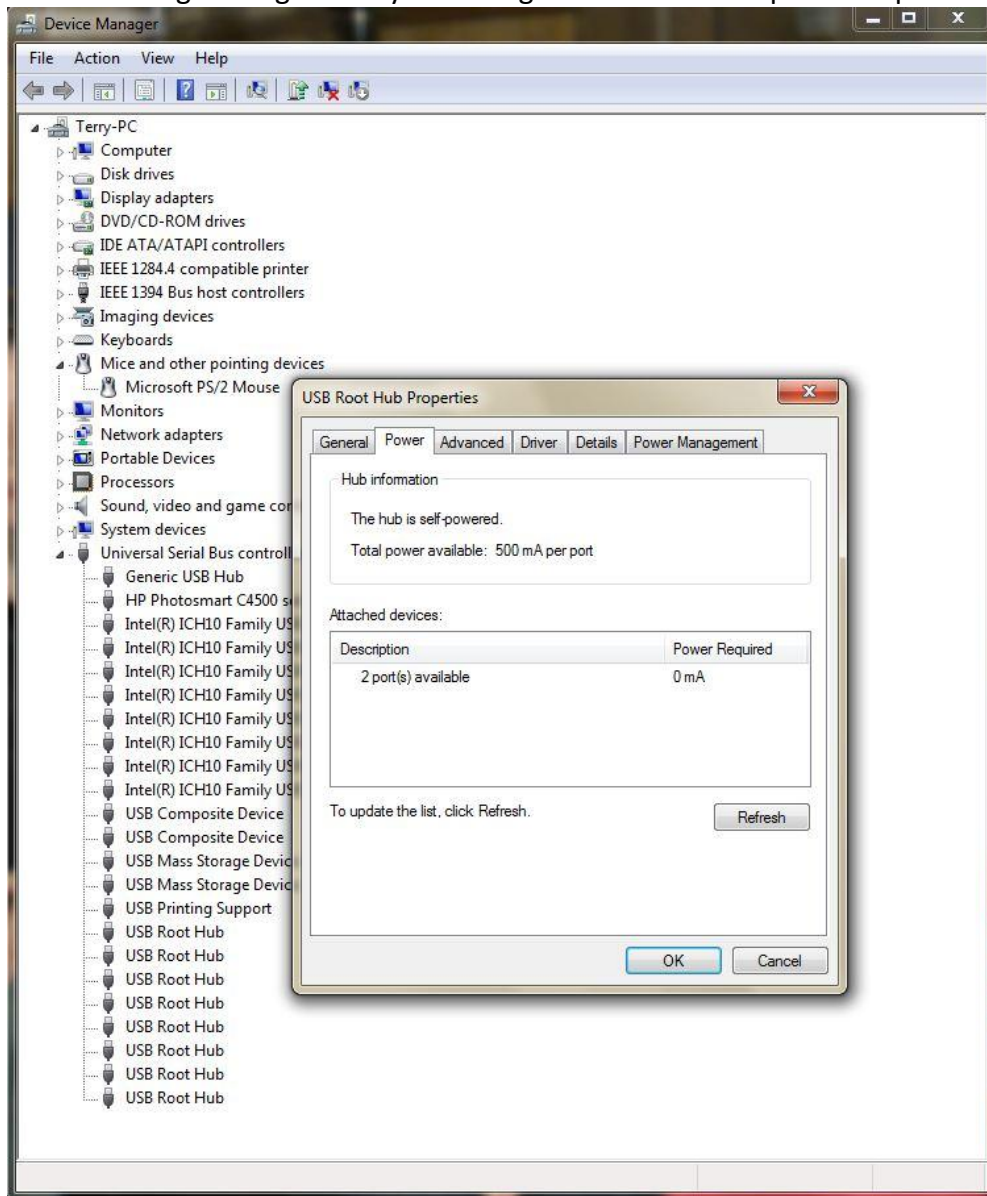 Device Manager
File Action View Help
Terry-PC
Computer
Disk drives
Display adapters
DVD/CD-ROM drives
IDE ATA/ATAPI controllers
IEEE 1284.4 compatible printer
IEEE 1394 Bus host controllers
Imaging devices
Keyboards
Mice and other pointing devices
Microsoft PS/2 Mouse
Monitors
Network adapters
Portable Devices
Processors
Sound, video and game cor
System devices
Universal Serial Bus controll
Generic USB Hub
HP Photosmart C4500 se
Intel(R) ICH10 Family US
Intel(R) ICH10 Family US
Intel(R) ICH10 Family US
Intel(R) ICH10 Family US
Intel(R) ICH10 Family US
Intel(R) ICH10 Family US
Intel(R) ICH10 Family US
Intel(R) ICH10 Family US
USB Composite Device
USB Composite Device
USB Mass Storage Devic
USB Mass Storage Devic
USB Printing Support
USB Root Hub
USB Root Hub
USB Root Hub
USB Root Hub
USB Root Hub
USB Root Hub
USB Root Hub
USB Root Hub
USB Root Hub Properties
General Power Advanced Driver Details Power Management
Hub information
The hub is self-powered.
Total power available: 500 mA per port
Attached devices:
Description Power Required
2 port(s) available 0 mA
To update the list, click Refresh.
Refresh
OK Cancel